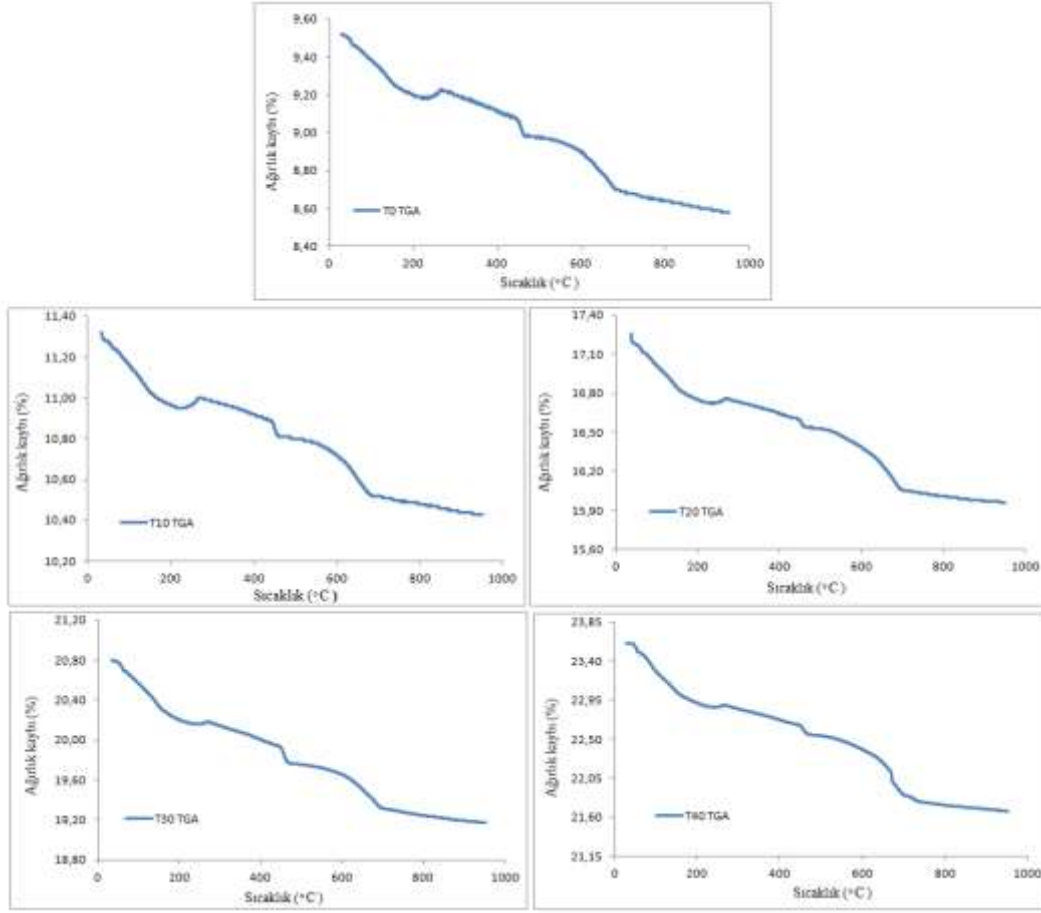 9,60
9,40
9,20
9,00
8,80
8,60
8,40
Ağırlık kaybı (%)
T0 TGA
0 200 400 600 800 1000
Sıcaklık (°C )
11,40
11,20
11,00
10,80
10,60
10,40
10,20
Ağırlık kaybı (%)
T10 TGA
0 200 400 600 800 1000
Sıcaklık (°C )
17,40
17,10
16,80
16,50
16,20
15,90
15,60
Ağırlık kaybı (%)
T20 TGA
0 200 400 600 800 1000
Sıcaklık (°C )
21,20
20,80
20,40
20,00
19,60
19,20
18,80
Ağırlık kaybı (%)
T30 TGA
0 200 400 600 800 1000
Sıcaklık (°C )
23,85
23,40
22,95
22,50
22,05
21,60
21,15
Ağırlık kaybı (%)
T40 TGA
0 200 400 600 800 1000
Sıcaklık (°C )